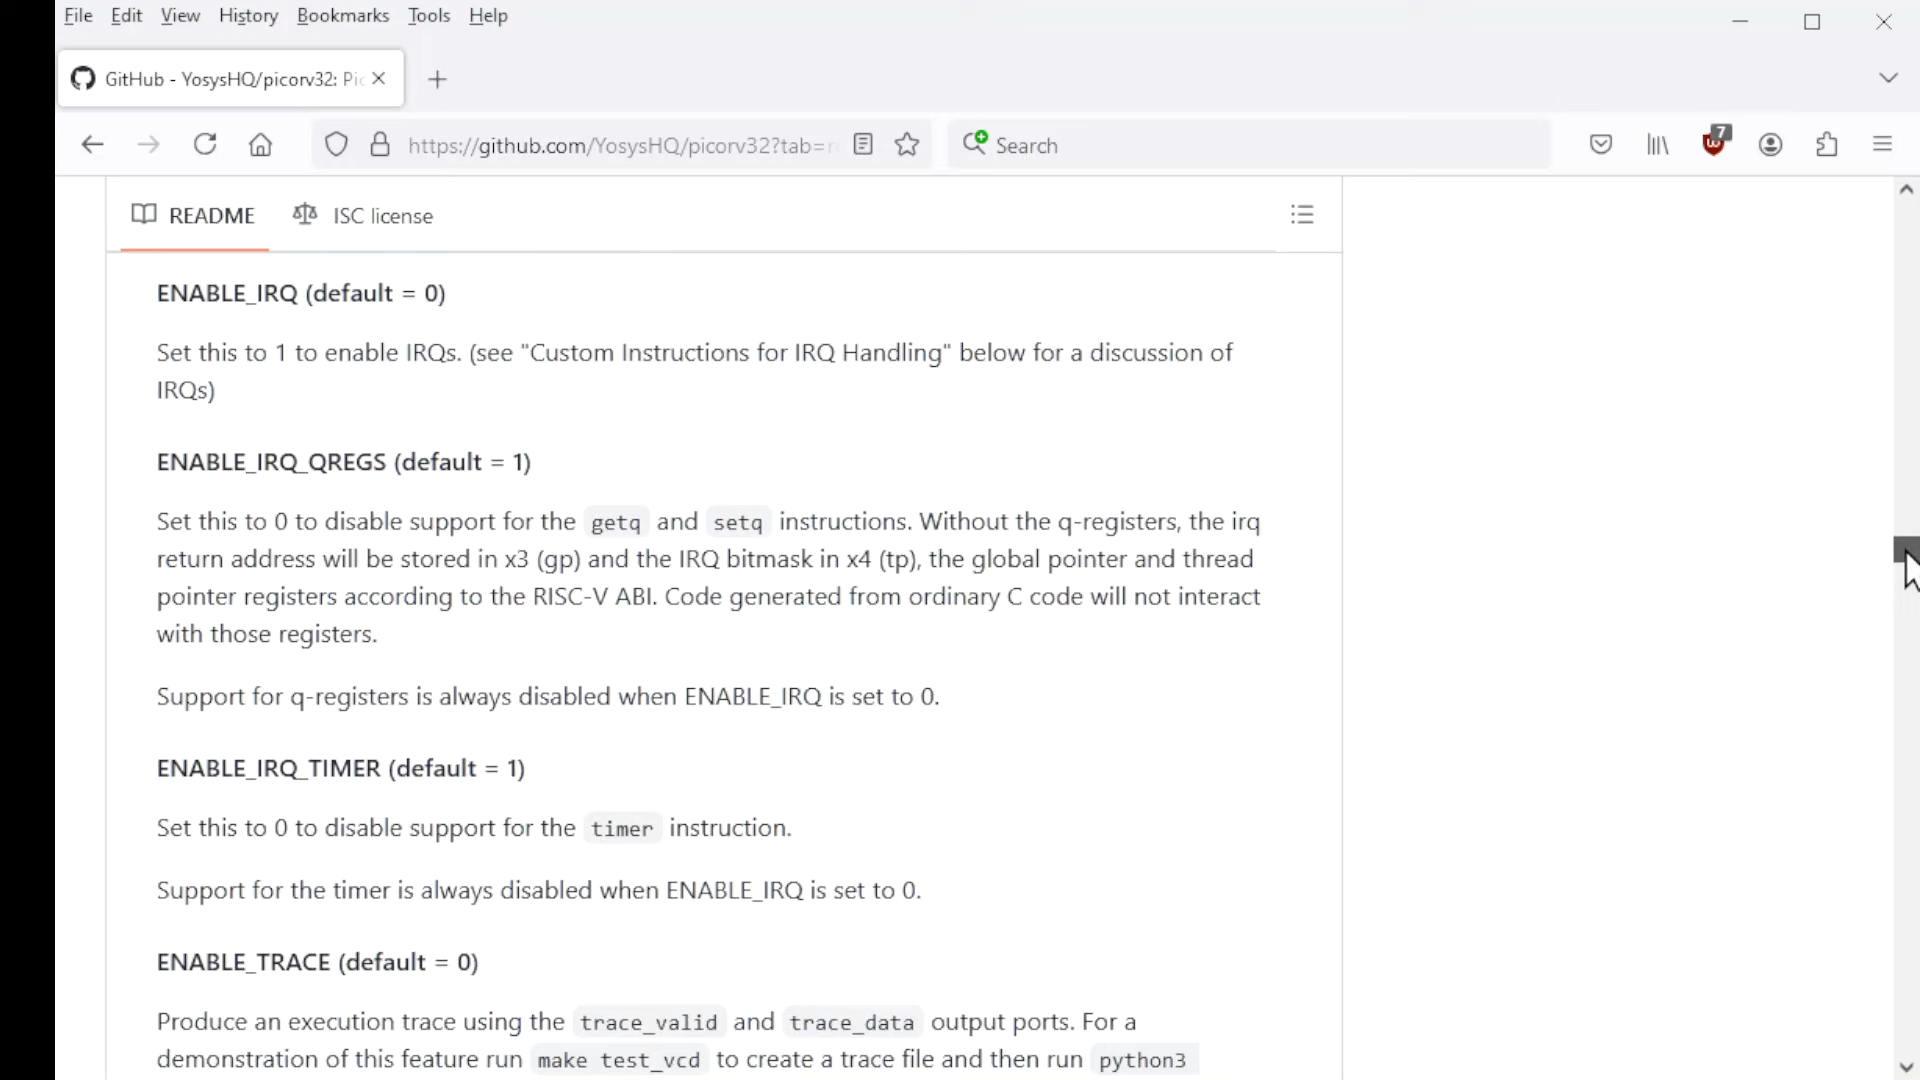 File Edit View History Bookmarks Tools Help
GitHub - YosysHQ/picorv32: Pic
https://github.com/YosysHQ/picorv32?tab=r
Search
7
README ISC license
ENABLE_IRQ (default = 0)
Set this to 1 to enable IRQs. (see "Custom Instructions for IRQ Handling" below for a discussion of
IRQs)
ENABLE_IRQ_QREGS (default = 1)
Set this to 0 to disable support for the getq and setq instructions. Without the q-registers, the irq
return address will be stored in x3 (gp) and the IRQ bitmask in x4 (tp), the global pointer and thread
pointer registers according to the RISC-V ABI. Code generated from ordinary C code will not interact
with those registers.
Support for q-registers is always disabled when ENABLE_IRQ is set to 0.
ENABLE_IRQ_TIMER (default = 1)
Set this to 0 to disable support for the timer instruction.
Support for the timer is always disabled when ENABLE_IRQ is set to 0.
ENABLE_TRACE (default = 0)
Produce an execution trace using the trace_valid and trace_data output ports. For a
demonstration of this feature run make test_vcd to create a trace file and then run python3